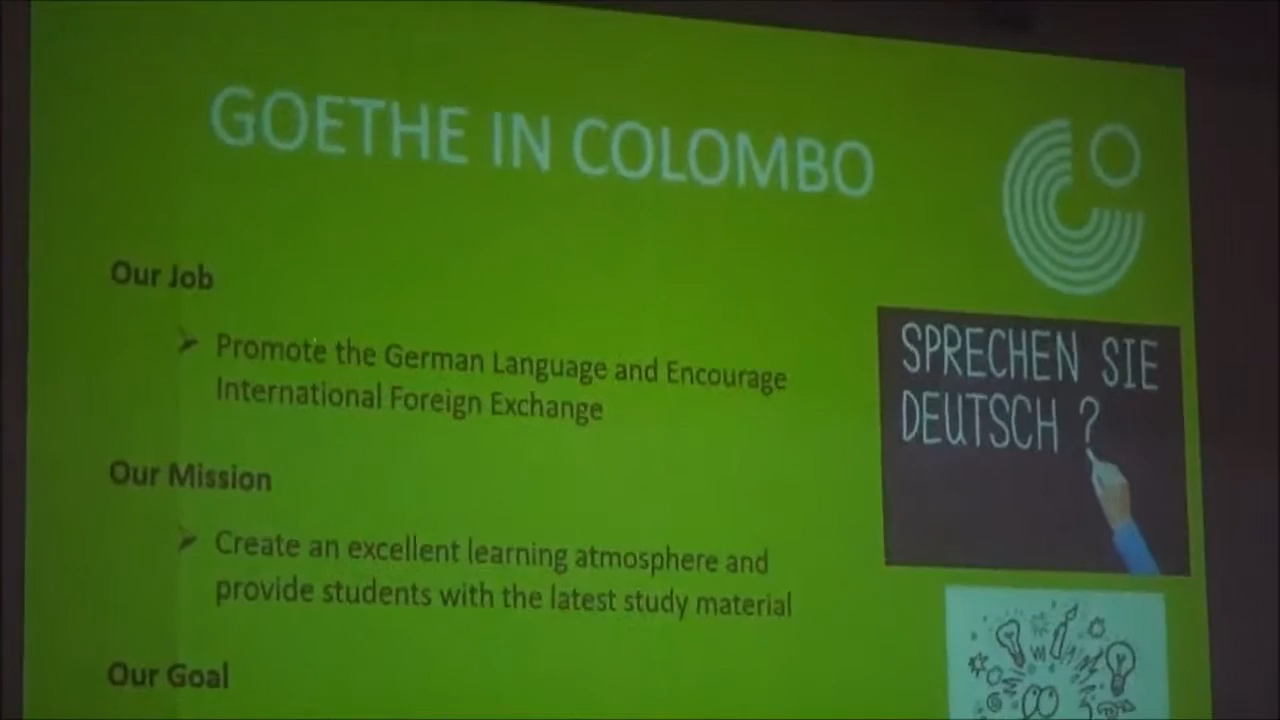 GOETHE IN COLOMBO
Our Job
Promote the German Language and Encourage
International Foreign Exchange
SPRECHEN SIE
DEUTSCH ?
Our Mission
Create an excellent learning atmosphere and
provide students with the latest study material
Our Goal